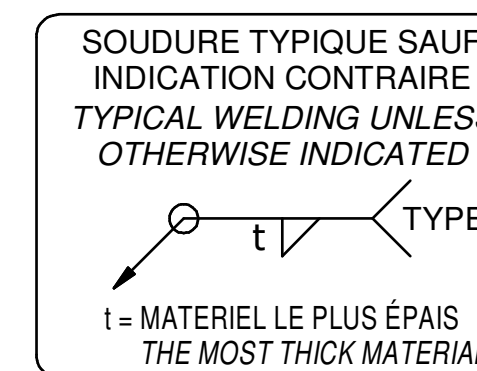 SOUDURE TYPIQUE SAUF
INDICATION CONTRAIRE
TYPICAL WELDING UNLESS
OTHERWISE INDICATED
t TYPE
t = MATERIEL LE PLUS ÉPAIS
THE MOST THICK MATERIAL